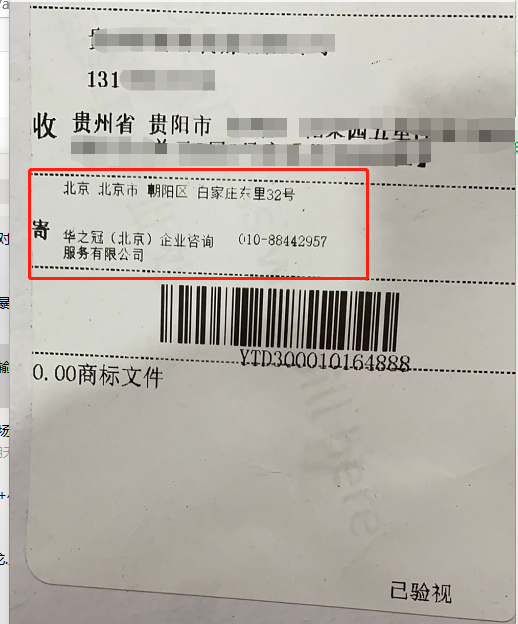 131
收 贵州省 贵阳市
北京 北京市 朝阳区 白家庄东里32号
寄 华之冠（北京）企业咨询 010-88442957
服务有限公司
YTD300010164888
0.00商标文件
已验视